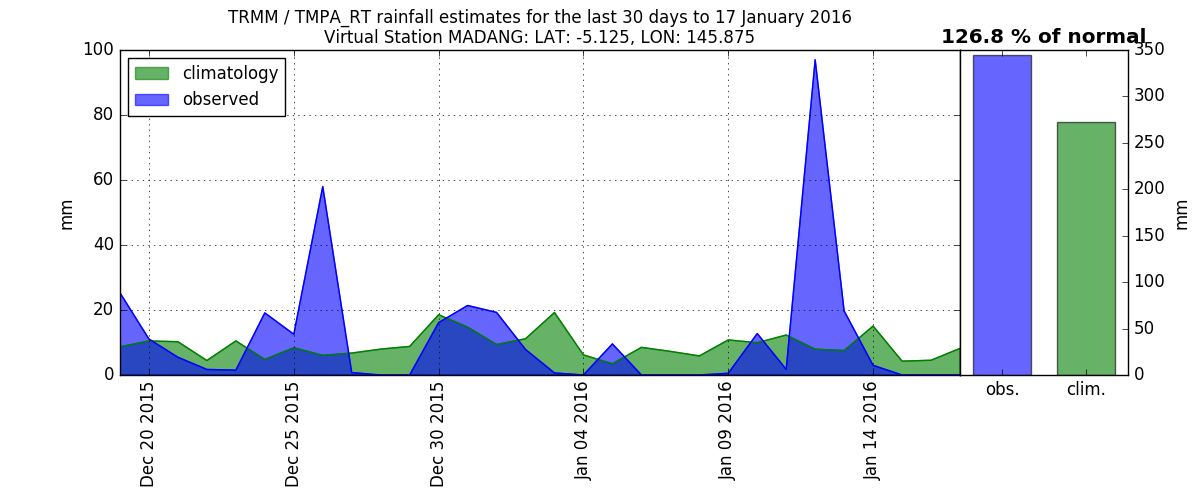 TRMM / TMPA_RT rainfall estimates for the last 30 days to 17 January 2016
Virtual Station MADANG: LAT: -5.125, LON: 145.875
126.8 % of normal
climatology
observed
100
80
60
40
20
0
mm
Dec 20 2015
Dec 25 2015
Dec 30 2015
Jan 04 2016
Jan 09 2016
Jan 14 2016
350
300
250
200
150
100
50
0
mm
obs.
clim.